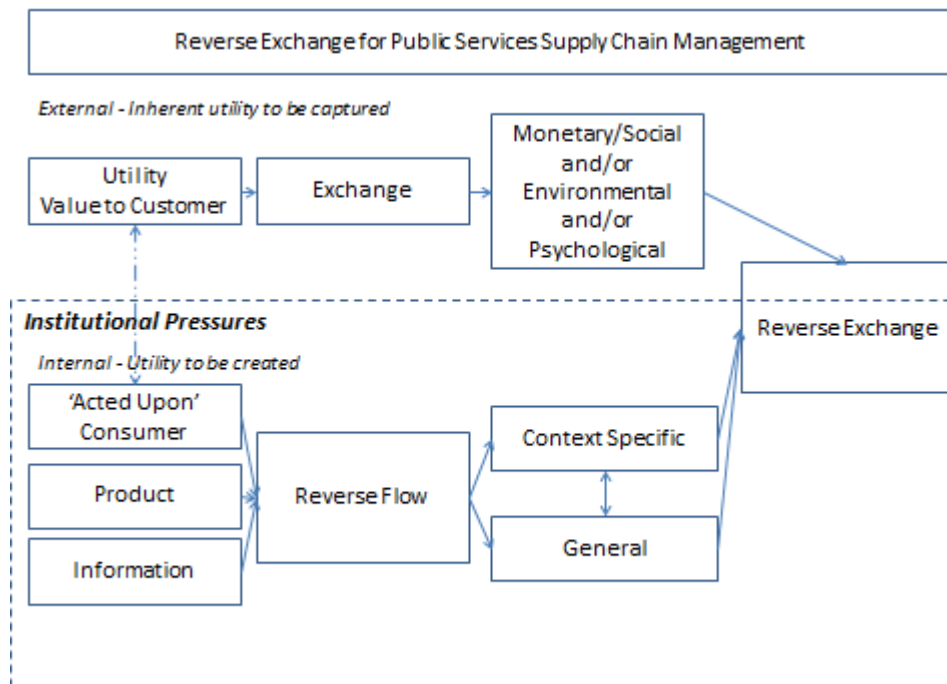 Reverse Exchange for Public Services Supply Chain Management
External - Inherent utility to be captured
Utility
Value to Customer
Exchange
Monetary/Social
and/or
Environmental
and/or
Psychological
Reverse Exchange
Institutional Pressures
Internal - Utility to be created
‘Acted Upon’
Consumer
Product
Information
Reverse Flow
Context Specific
General